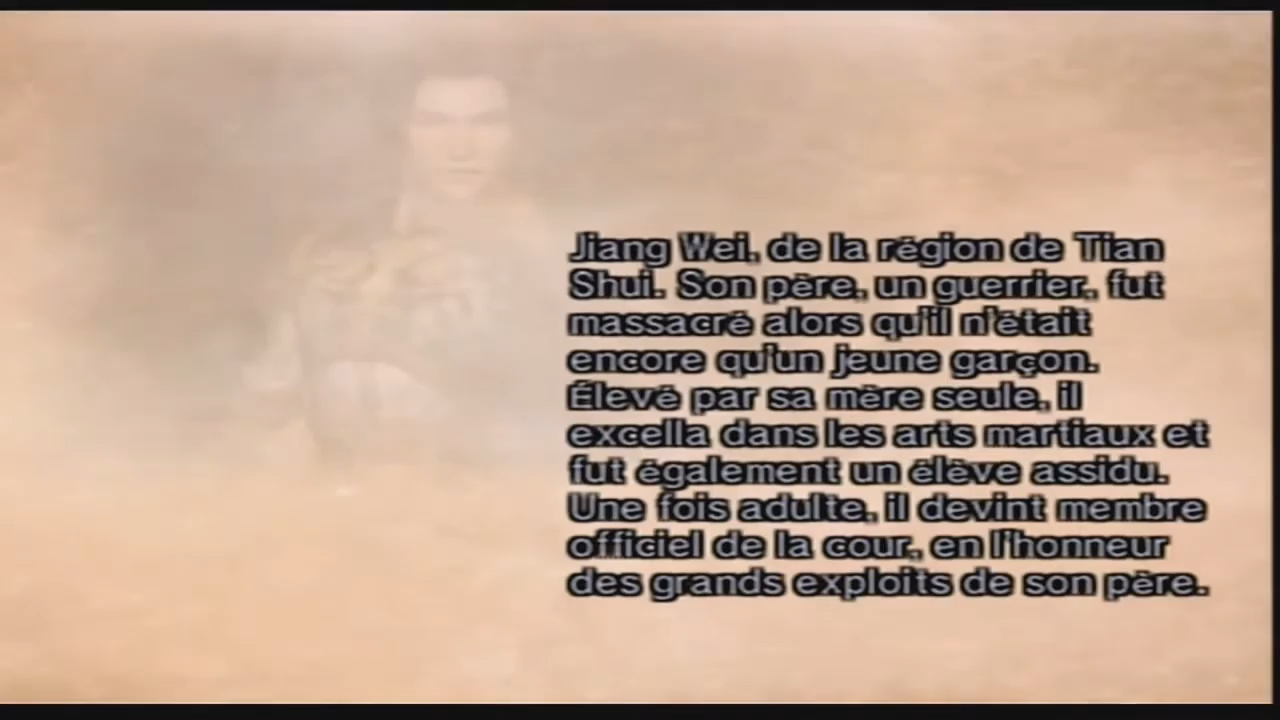 Jiang Wei, de la région de Tian
Shui. Son père, un guerrier, fut
massacré alors qu'il n'était
encore qu'un jeune garçon.
Élevé par sa mère seule, il
excella dans les arts martiaux et
fut également un élève assidu.
Une fois adulte, il devint membre
officiel de la cour, en l'honneur
des grands exploits de son père.